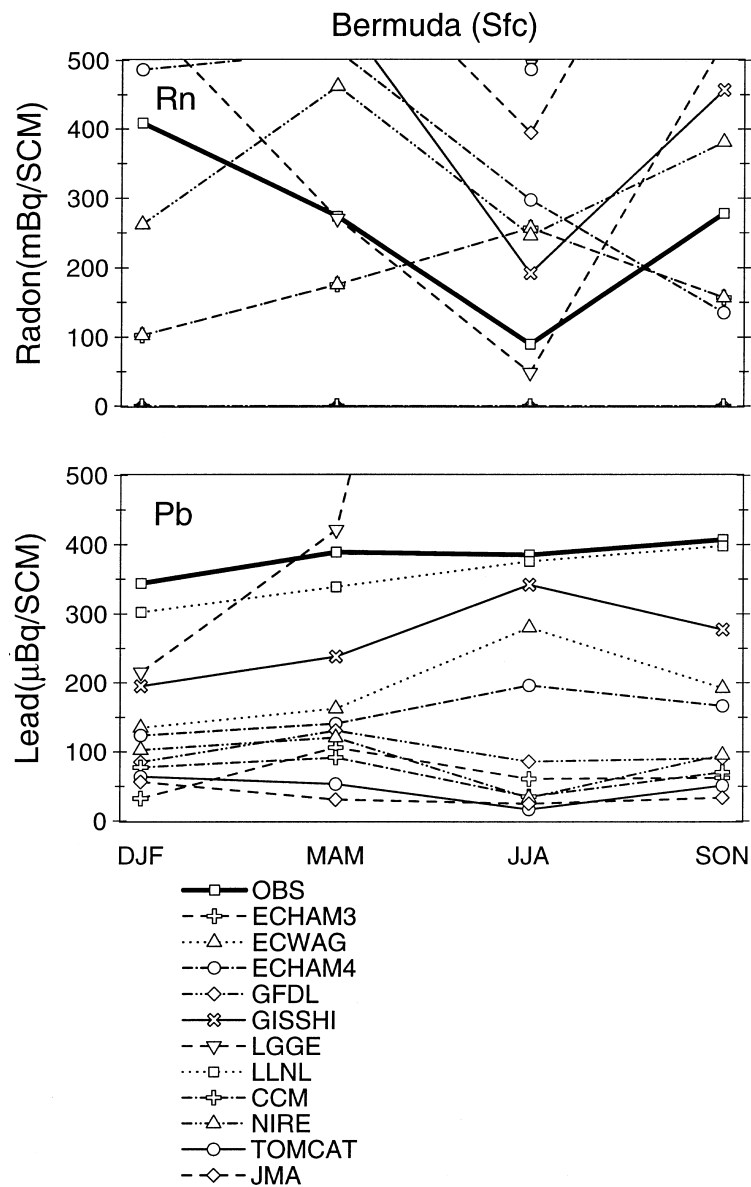 Bermuda (Sfc)
500
Rn
400
300
200
100
0
Radon(mBq/SCM)
500
Pb
400
300
200
100
0
Lead(µBq/SCM)
DJF MAM JJA SON
OBS
ECHAM3
ECWAG
ECHAM4
GFDL
GISSHI
LGGE
LLNL
CCM
NIRE
TOMCAT
JMA